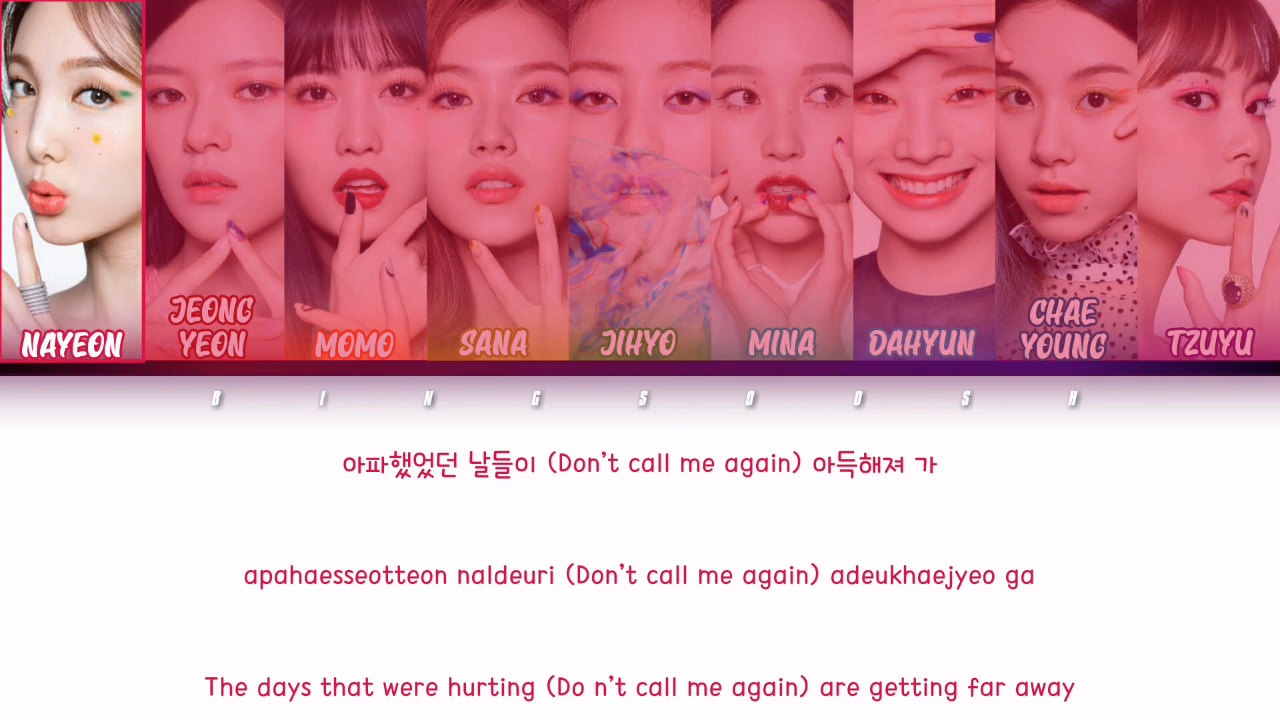 NAYEON
JEONG
YEON
MOMO
SANA
JIHYO
MINA
DAHYUN
CHAE
YOUNG
TZUYU
B I N G S O O S H
아파했었던 날들이 (Don't call me again) 아득해져 가
apahaesseotteon naldeuri (Don't call me again) adeukhaejyeo ga
The days that were hurting (Do n't call me again) are getting far away